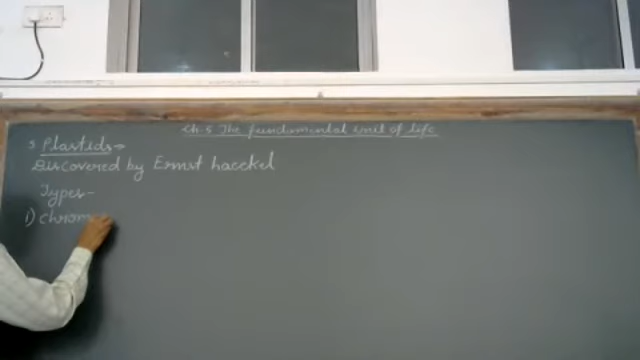 Ch-5 The fundamental Unit of life
5 Plastids→
Discovered by Ernst haeckel
Types-
1) Chrom